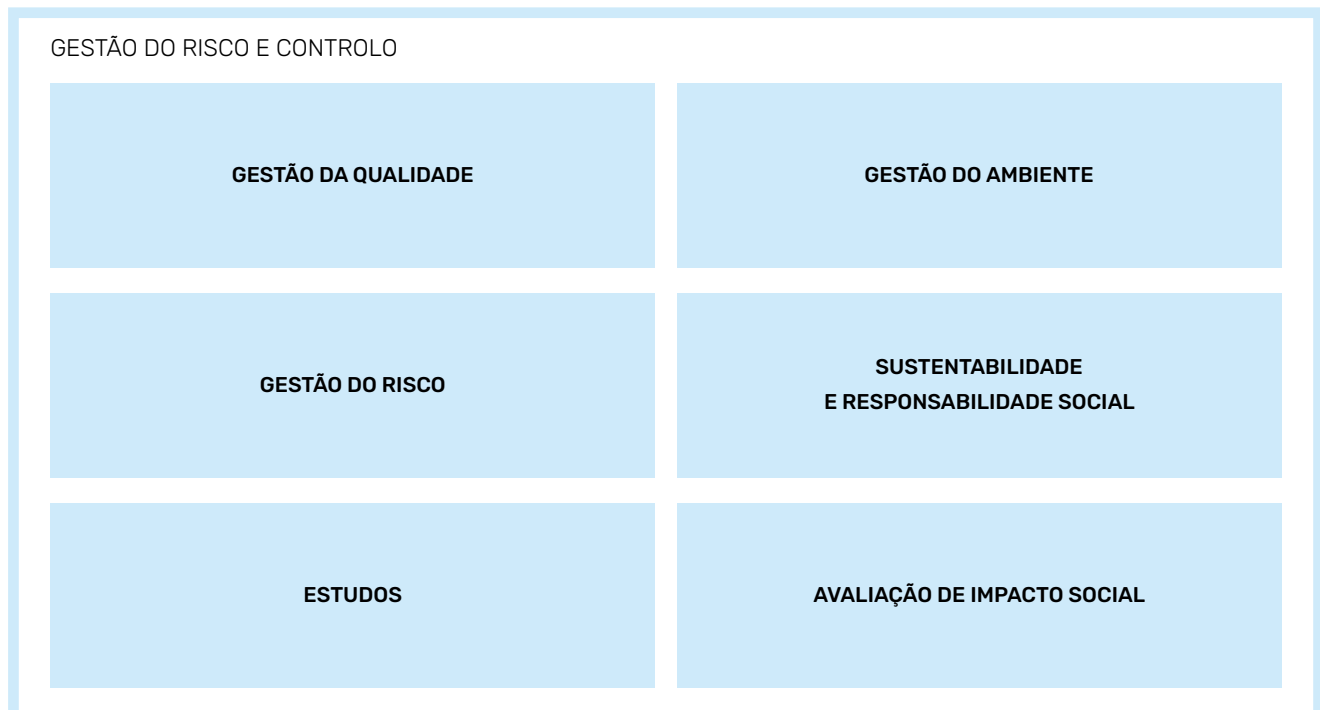 GESTÃO DO RISCO E CONTROLO
GESTÃO DA QUALIDADE
GESTÃO DO AMBIENTE
GESTÃO DO RISCO
SUSTENTABILIDADE
E RESPONSABILIDADE SOCIAL
ESTUDOS
AVALIAÇÃO DE IMPACTO SOCIAL